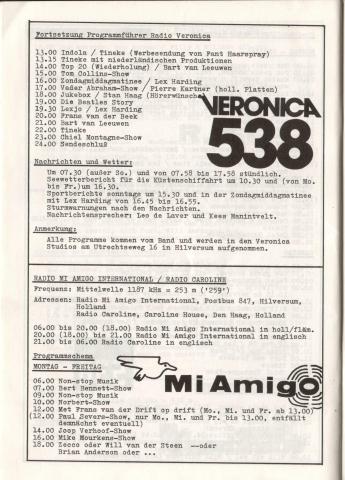 Fortsetzung Programmführer Radio Veronica
13.00 Indola / Tineke (Werbesendung von Fant Haarspray)
13.15 Tineke mit niederländischen Produktionen
14.00 Top 20 (Wiederholung) / Bart van Leeuwen
15.00 Tom Collins-Show
16.00 Zondagmiddagmatinee / Lex Harding
17.00 Vader Abraham-Show / Pierre Kartner (holl. Platten)
18.00 Jukebox / Stan Haag (Hörerwünsche)
19.00 Die Beatles Story
19.30 Lexjo / Lex Harding
20.00 Frans van der Beek
21.00 Bart van Leeuwen
22.00 Tineke
23.00 Chiel Montagne-Show
24.00 Sendeschluß
VERONICA
538
Nachrichten und Wetter:
Um 07.30 (außer So.) und von 07.58 bis 17.58 stündlich.
Seewetterbericht für die Küstenschiffahrt um 10.30 und (von Mo.
bis Fr.) um 16.30.
Sportberichte sonntags um 15.30 und in der Zondagmiddagmatinee
mit Lex Harding von 16.45 bis 16.55.
Sturmwarnungen nach den Nachrichten.
Nachrichtensprecher: Leo de Laver und Kees Manintvelt.
Anmerkung:
Alle Programme kommen vom Band und werden in den Veronica
Studios am Utrechtseweg 16 in Hilversum aufgenommen.
RADIO MI AMIGO INTERNATIONAL / RADIO CAROLINE
Frequenz: Mittelwelle 1187 kHz = 253 m ('259')
Adressen: Radio Mi Amigo International, Postbus 847, Hilversum,
Holland
Radio Caroline, Caroline House, Den Haag, Holland
06.00 bis 20.00 (18.00) Radio Mi Amigo International in holl/fläm.
20.00 (18.00) bis 21.00 Radio Mi Amigo International in englisch
21.00 bis 06.00 Radio Caroline in englisch
Programmschema
MONTAG - FREITAG
Mi Amigo
06.00 Non-stop Musik
07.00 Bert Bennett-Show
09.00 Non-stop Musik
10.00 Norbert-Show
12.00 Met Frans van der Drift op drift (Mo., Mi. und Fr. ab 13.00)
(12.00 Paul Severs-Show, nur Mo., Mi. und Fr. bis 13.00, entfällt
demnächst eventuell)
14.00 Joop Verhoof-Show
16.00 Mike Mourkens-Show
18.00 Zecco oder Will van der Steen --oder
Brian Anderson oder ...